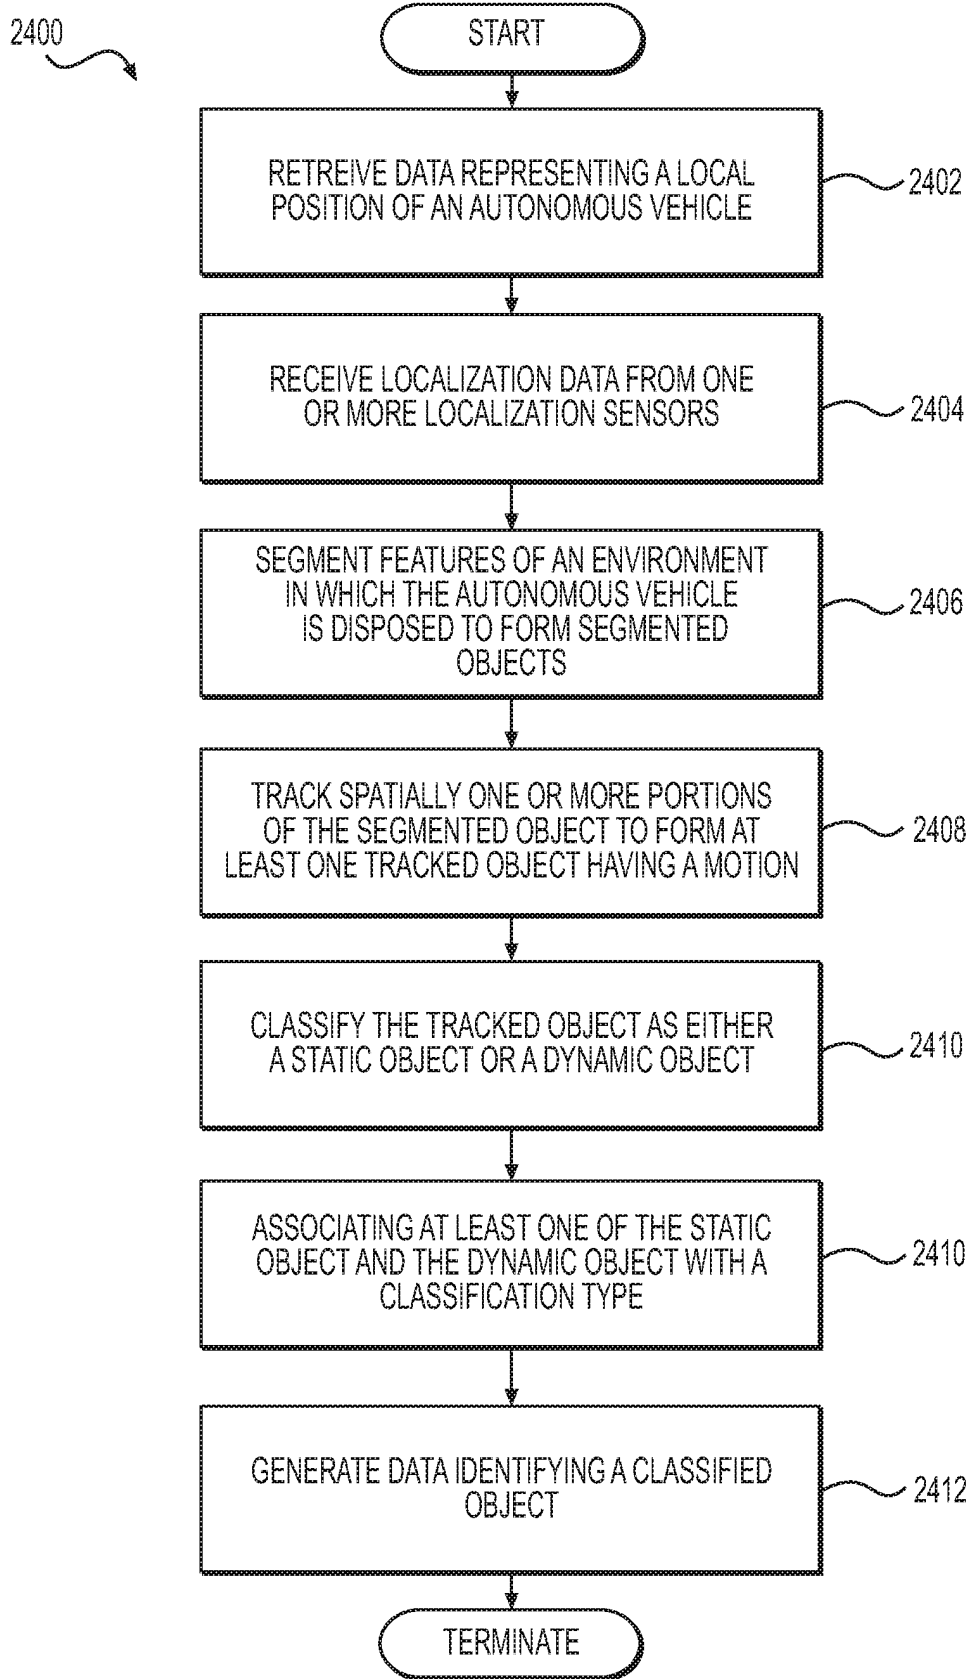 2400
START
RETREIVE DATA REPRESENTING A LOCAL
POSITION OF AN AUTONOMOUS VEHICLE
2402
RECEIVE LOCALIZATION DATA FROM ONE
OR MORE LOCALIZATION SENSORS
2404
SEGMENT FEATURES OF AN ENVIRONMENT
IN WHICH THE AUTONOMOUS VEHICLE
IS DISPOSED TO FORM SEGMENTED
OBJECTS
2406
TRACK SPATIALLY ONE OR MORE PORTIONS
OF THE SEGMENTED OBJECT TO FORM AT
LEAST ONE TRACKED OBJECT HAVING A MOTION
2408
CLASSIFY THE TRACKED OBJECT AS EITHER
A STATIC OBJECT OR A DYNAMIC OBJECT
2410
ASSOCIATING AT LEAST ONE OF THE STATIC
OBJECT AND THE DYNAMIC OBJECT WITH A
CLASSIFICATION TYPE
2410
GENERATE DATA IDENTIFYING A CLASSIFIED
OBJECT
2412
TERMINATE